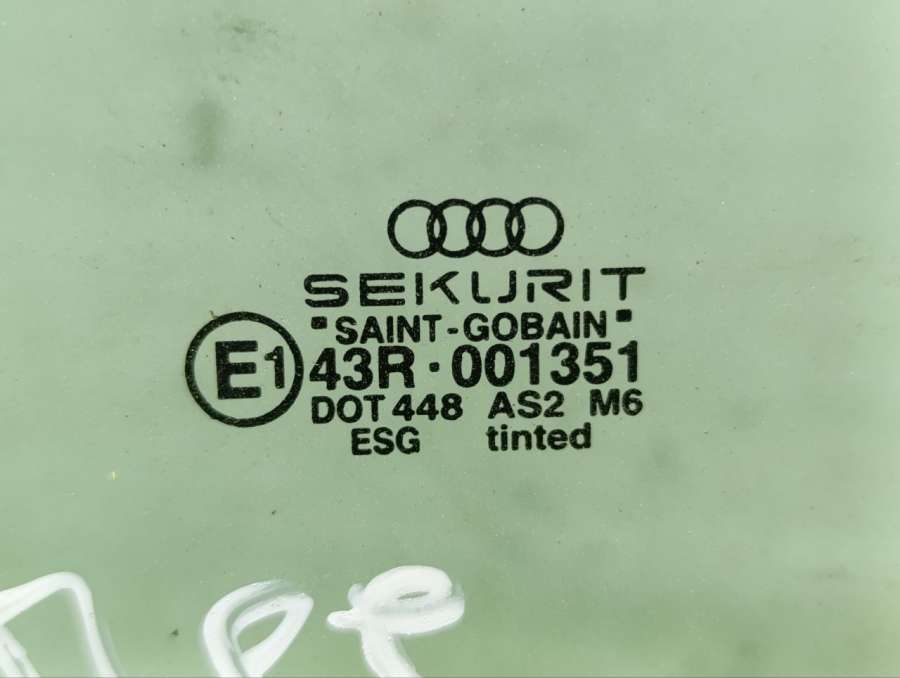 SEKURIT
"SAINT-GOBAIN"
E1 43R·001351
DOT 448 AS2 M6
ESG tinted